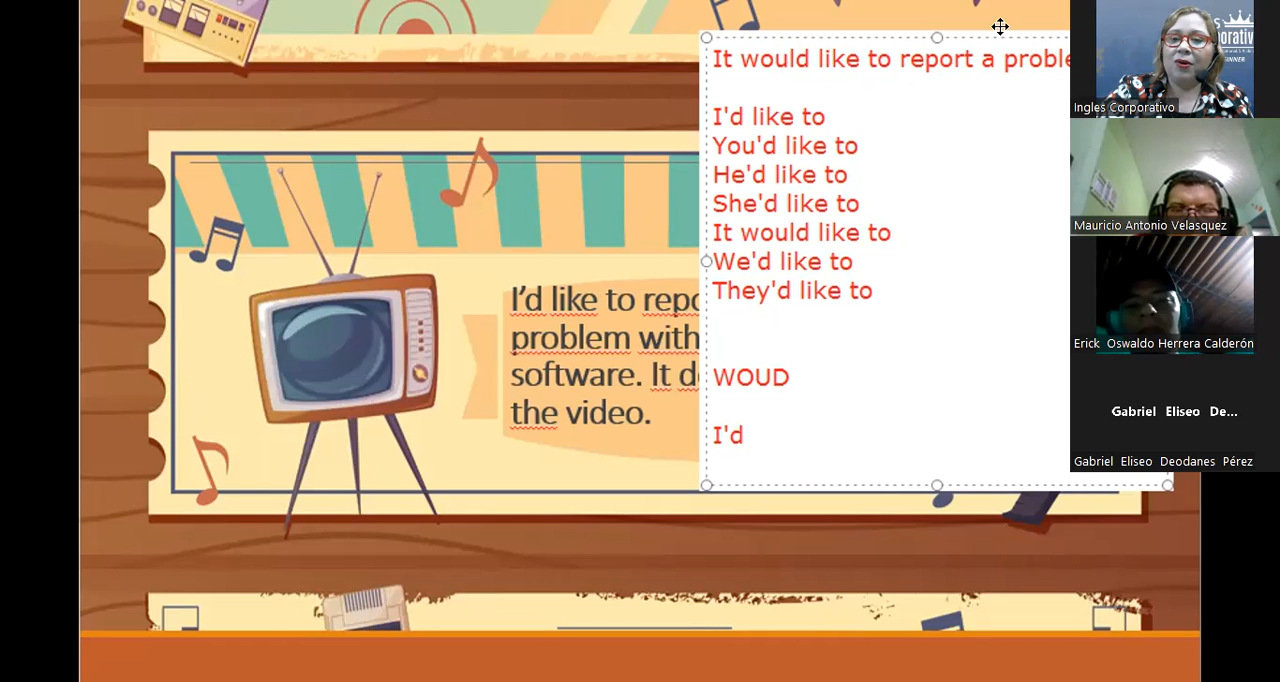 It would like to report a proble
I'd like to
You'd like to
He'd like to
She'd like to
It would like to
We'd like to
They'd like to
WOUD
I'd
I'd like to repo
problem with
software. It d
the video.
Ingles Corporativo
Mauricio Antonio Velasquez
Erick Oswaldo Herrera Calderón
Gabriel Eliseo De...
Gabriel Eliseo Deodanes Pérez